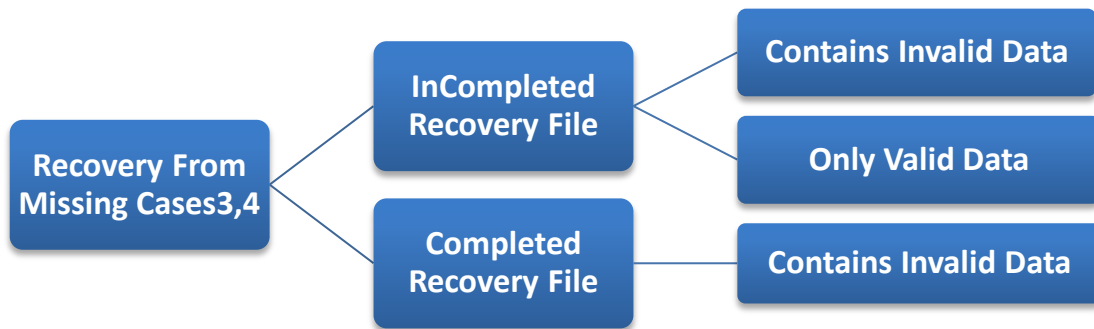 Recovery From
Missing Cases3,4
InCompleted
Recovery File
Completed
Recovery File
Contains Invalid Data
Only Valid Data
Contains Invalid Data